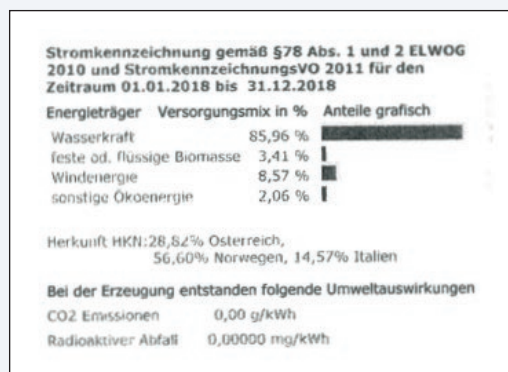 Stromkennzeichnung gemäß §78 Abs. 1 und 2 ELWOG
2010 und StromkennzeichnungsVO 2011 für den
Zeitraum 01.01.2018 bis 31.12.2018
Energieträger Versorgungsmix in % Anteile grafisch
Wasserkraft 85,96 %
feste od. flüssige Biomasse 3,41 %
Windenergie 8,57 %
sonstige Ökoenergie 2,06 %
Herkunft HKN:28,82% Österreich,
56,60% Norwegen, 14,57% Italien
Bei der Erzeugung entstanden folgende Umweltauswirkungen
CO2 Emissionen 0,00 g/kWh
Radioaktiver Abfall 0,00000 mg/kWh